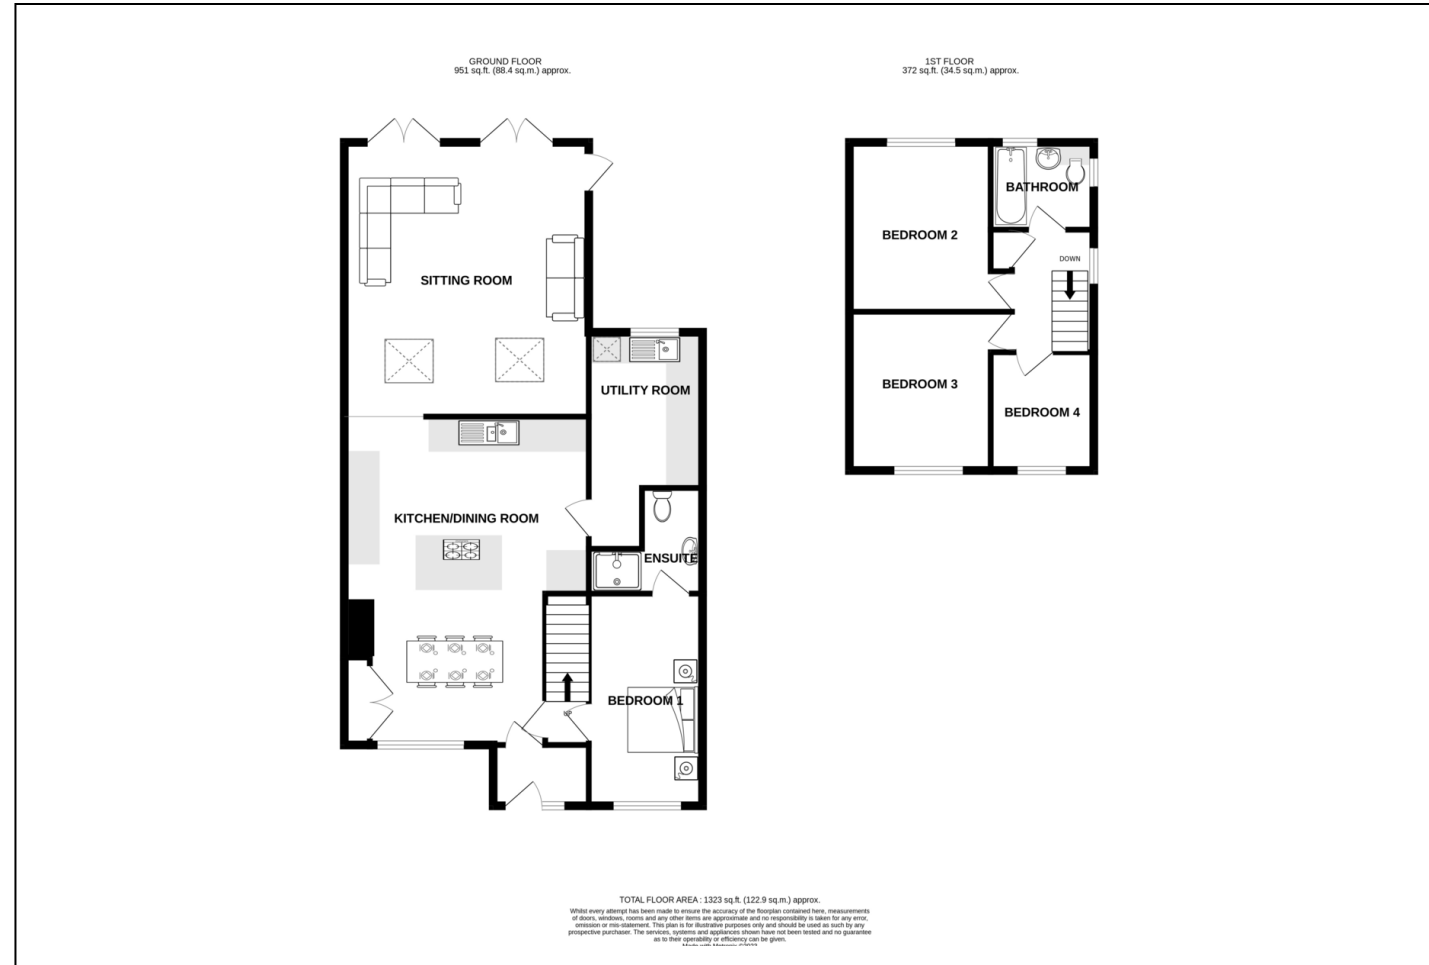 GROUND FLOOR
951 sq.ft. (88.4 sq.m.) approx.
1ST FLOOR
372 sq.ft. (34.5 sq.m.) approx.
SITTING ROOM
UTILITY ROOM
KITCHEN/DINING ROOM
ENSUITE
BEDROOM 1
UP
BATHROOM
BEDROOM 2
DOWN
BEDROOM 3
BEDROOM 4
TOTAL FLOOR AREA : 1323 sq.ft. (122.9 sq.m.) approx.
Whilst every attempt has been made to ensure the accuracy of the floorplan contained here, measurements
of doors, windows, rooms and any other items are approximate and no responsibility is taken for any error,
omission or mis-statement. This plan is for illustrative purposes only and should be used as such by any
prospective purchaser. The services, systems and appliances shown have not been tested and no guarantee
as to their operability or efficiency can be given.
Made with Metropix ©2023